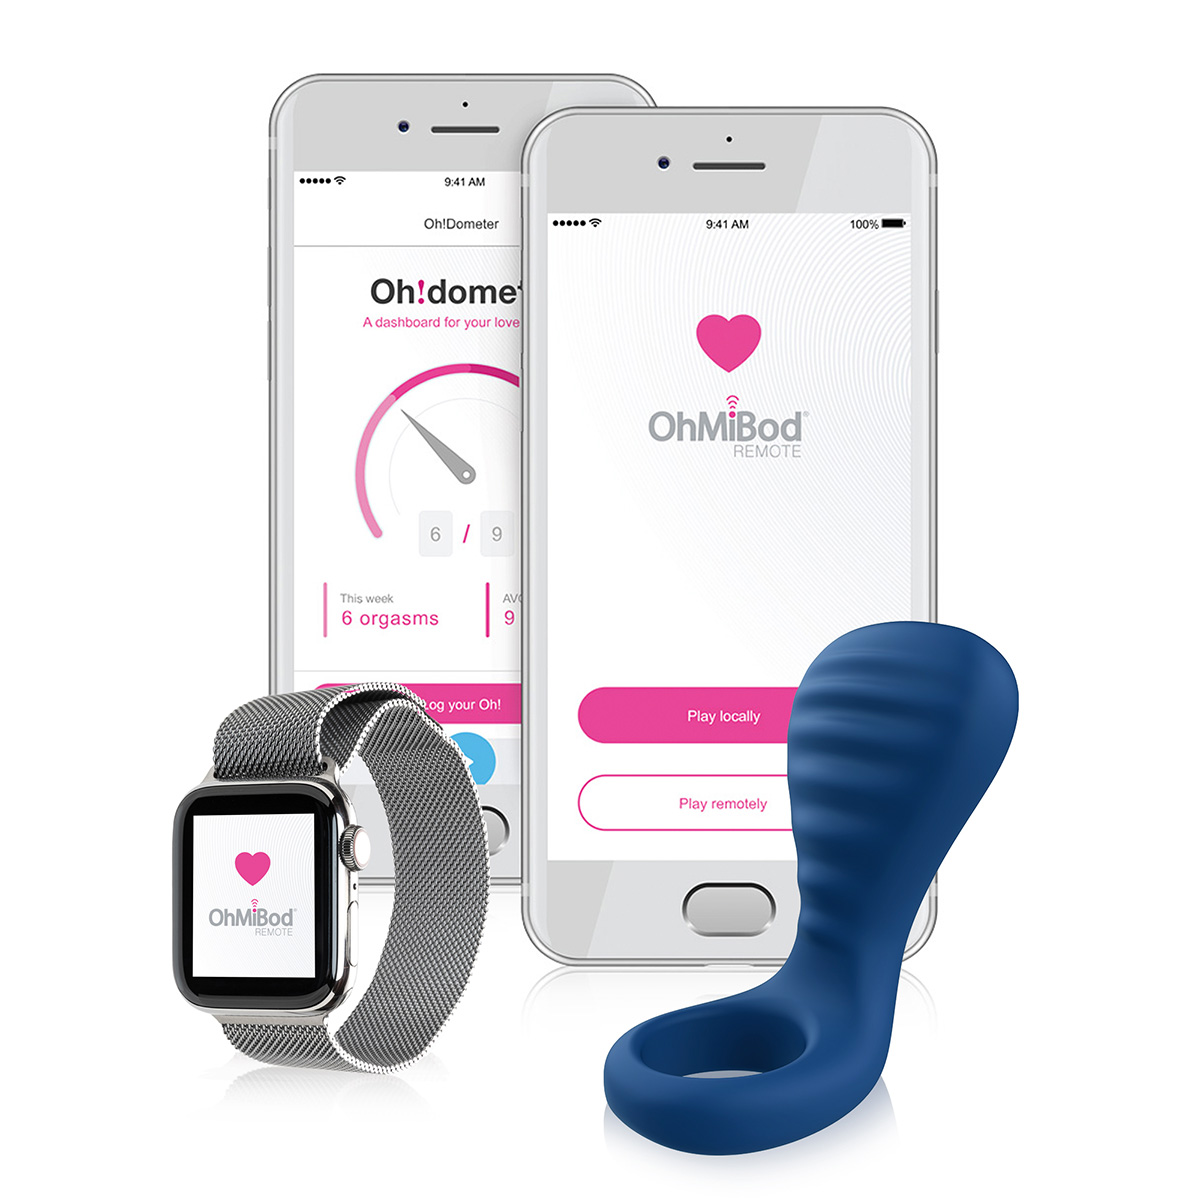 9:41 AM
Oh!Dometer
Oh!dome
A dashboard for your love
6 / 9
This week
6 orgasms
9
Log your Oh!
9:41 AM
100%
OhMiBod®
REMOTE
Play locally
Play remotely
OhMiBod®
REMOTE